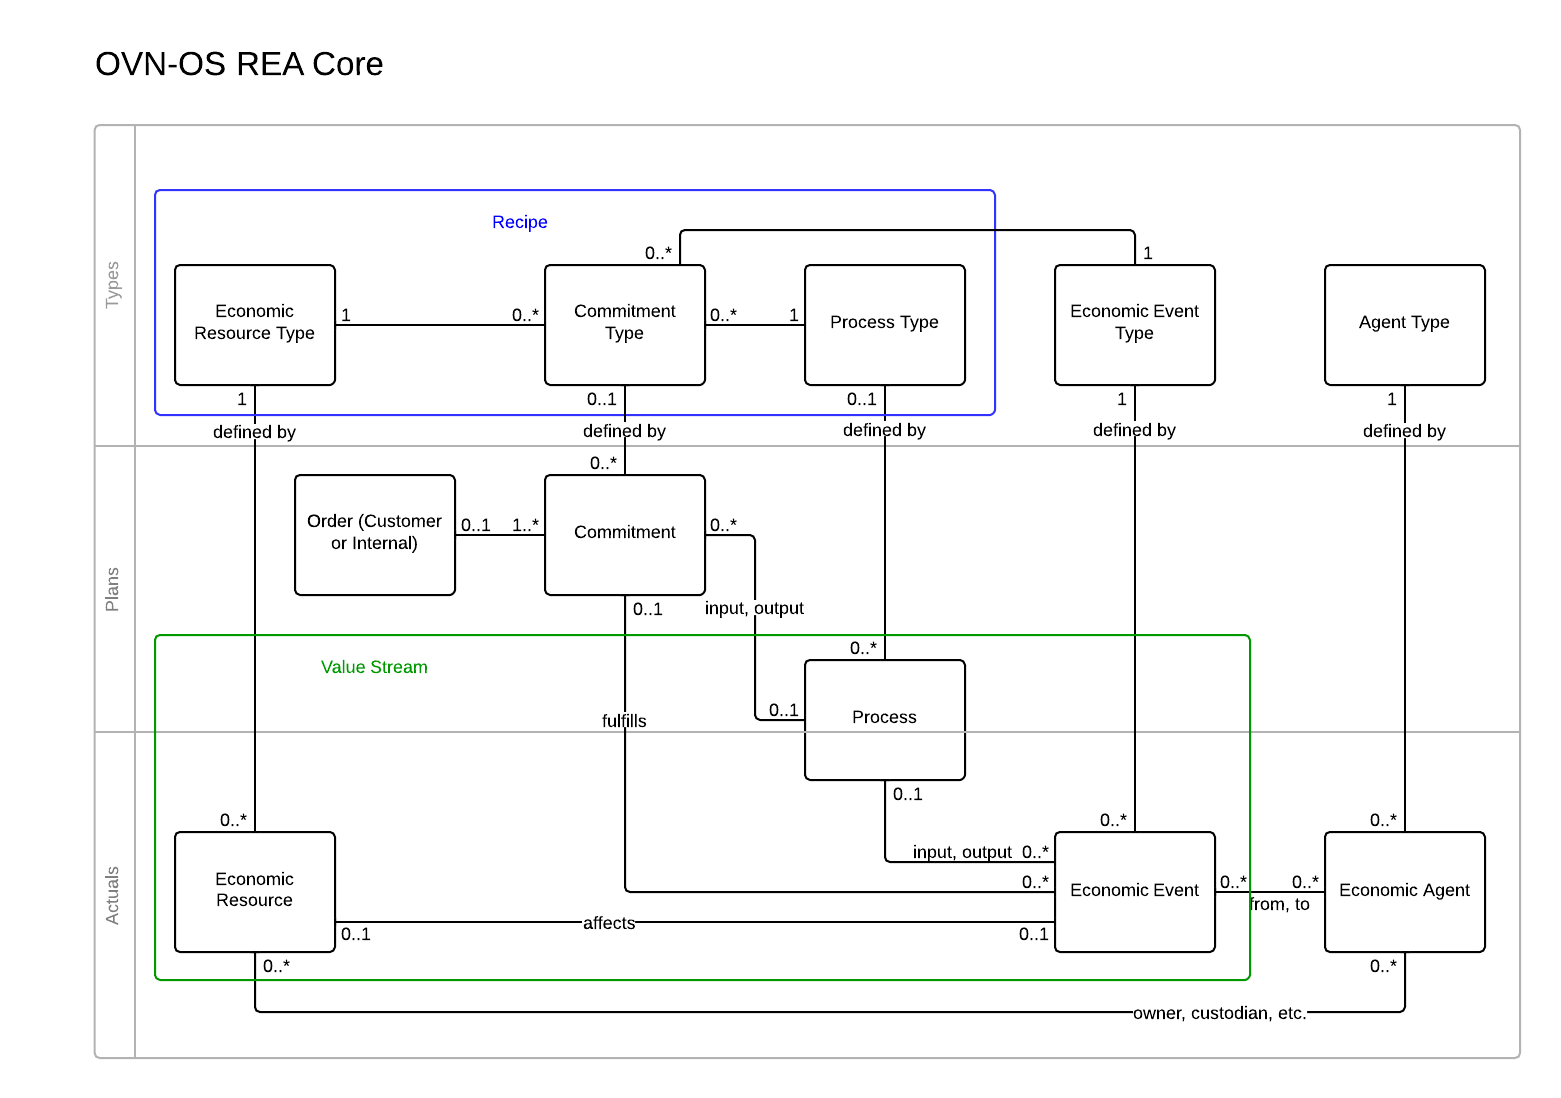 OVN-OS REA Core
Types
Recipe
0..*
1
Economic
Resource Type
1
0..*
Commitment
Type
0..*
1
Process Type
Economic Event
Type
Agent Type
1
0..1
0..1
1
1
defined by
defined by
defined by
defined by
defined by
Plans
0..*
Order (Customer
or Internal)
0..1
1..*
Commitment
0..*
0..1
input, output
Value Stream
0..*
0..1
Process
fulfills
Actuals
0..1
0..*
0..*
0..*
input, output
0..*
Economic
Resource
0..*
Economic Event
0..*
0..*
from, to
Economic Agent
0..1
affects
0..1
0..*
0..*
owner, custodian, etc.